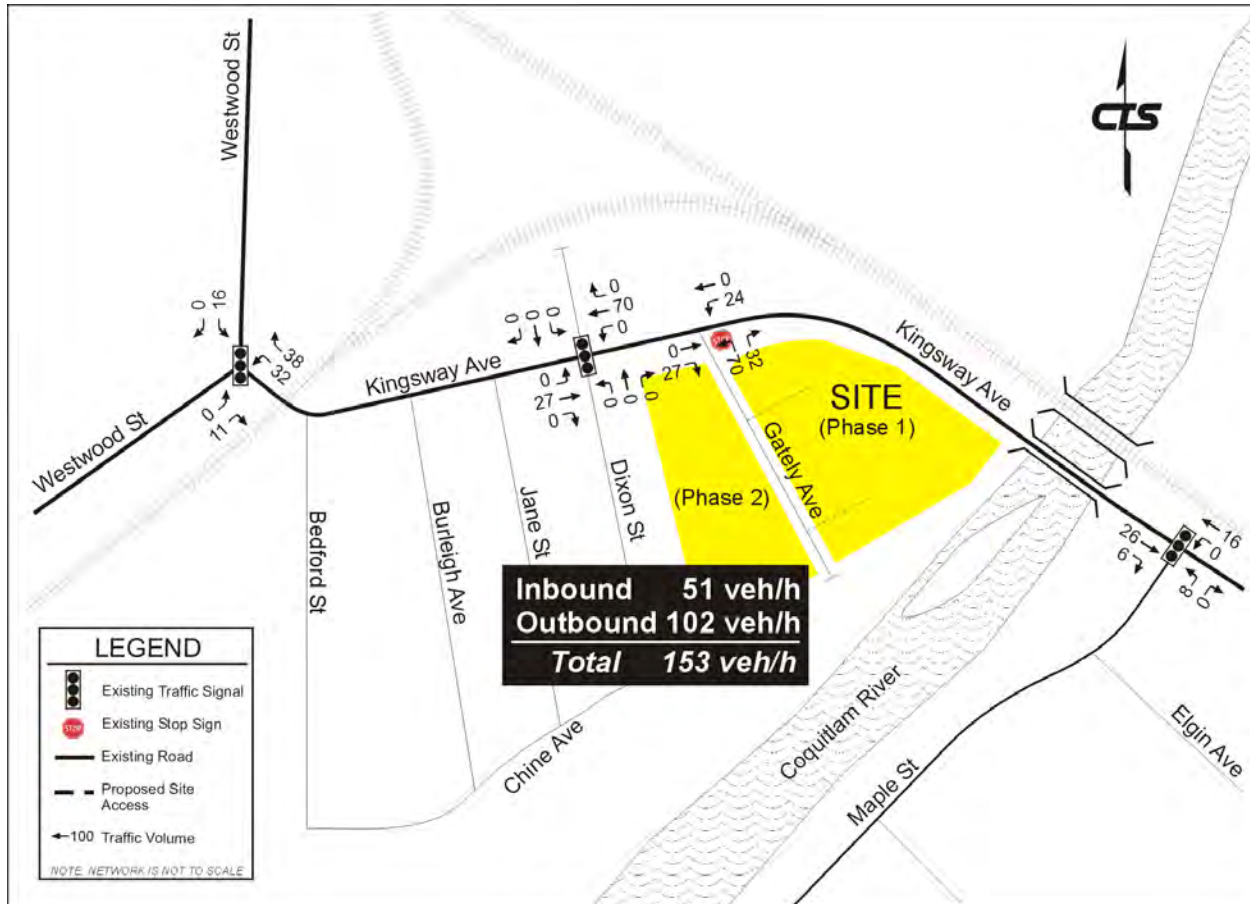 Westwood St
CTS
0
16
38
32
0
11
Westwood St
Kingsway Ave
0
0
0
0
70
0
0
27
0
0
0
0
0
24
0
27
STOP
70
32
Kingsway Ave
SITE
(Phase 1)
(Phase 2)
Gately Ave
Dixon St
Jane St
Burleigh Ave
Bedford St
Chine Ave
Inbound 51 veh/h
Outbound 102 veh/h
Total 153 veh/h
26
6
16
0
8
0
Coquitlam River
Maple St
Elgin Ave
LEGEND
Existing Traffic Signal
STOP
Existing Stop Sign
Existing Road
Proposed Site
Access
100 Traffic Volume
NOTE: NETWORK IS NOT TO SCALE